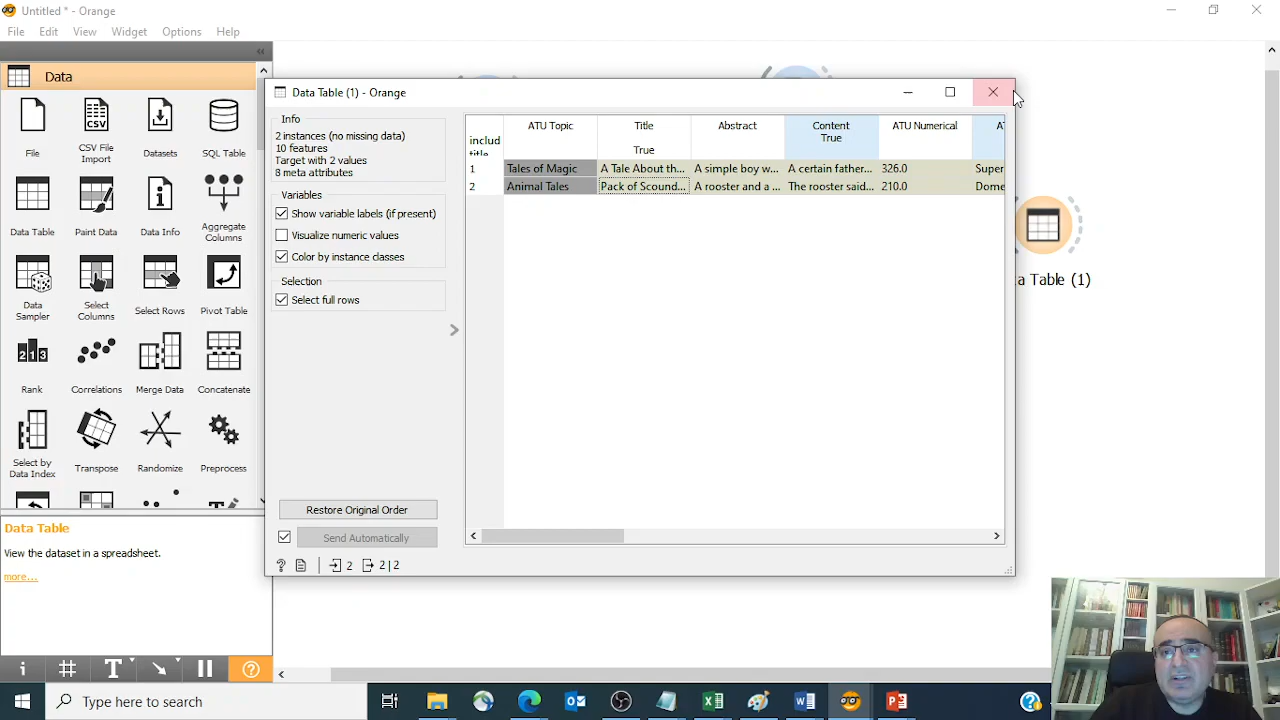 Untitled * - Orange
File Edit View Widget Options Help
Data
File
CSV File Import
Datasets
SQL Table
Data Table
Paint Data
Data Info
Aggregate Columns
Data Sampler
Select Columns
Select Rows
Pivot Table
Rank
Correlations
Merge Data
Concatenate
Select by Data Index
Transpose
Randomize
Preprocess
Data Table
View the dataset in a spreadsheet.
more...
Data Table (1) - Orange
Info
2 instances (no missing data)
10 features
Target with 2 values
8 meta attributes
Variables
Show variable labels (if present)
Visualize numeric values
Color by instance classes
Selection
Select full rows
Restore Original Order
Send Automatically
2 2|2
ATU Topic Title Abstract Content ATU Numerical
includ True True
title
1 Tales of Magic A Tale About th... A simple boy w... A certain father... 326.0 Super
2 Animal Tales Pack of Scound... A rooster and a ... The rooster said... 210.0 Dome
a Table (1)
Type here to search